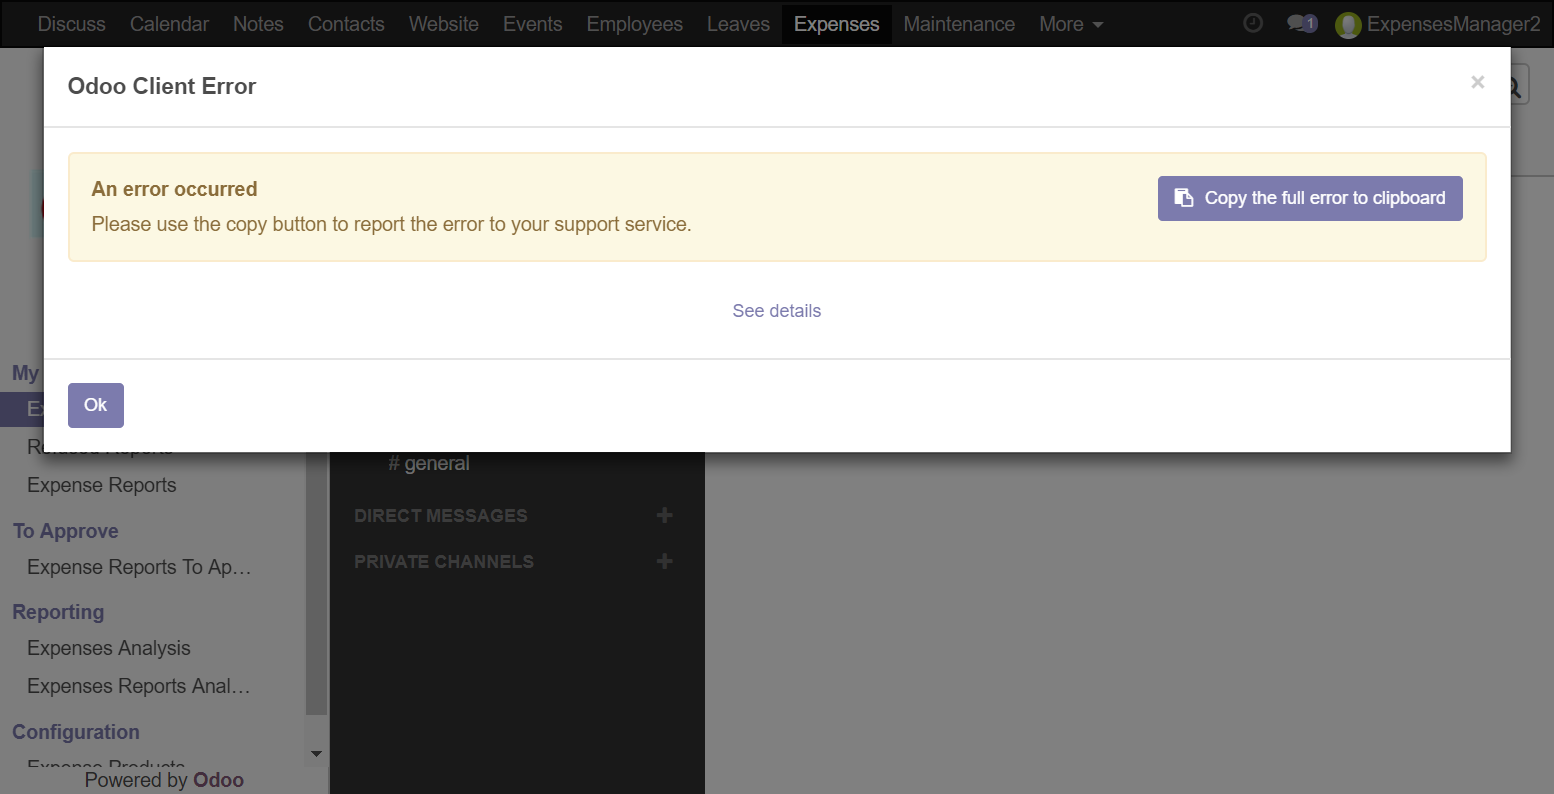 Discuss Calendar Notes Contacts Website Events Employees Leaves Expenses Maintenance More 1 ExpensesManager2
Odoo Client Error
×
An error occurred
Please use the copy button to report the error to your support service.
Copy the full error to clipboard
See details
Ok
My
Expense Reports
To Approve
Expense Reports To Ap…
Reporting
Expenses Analysis
Expenses Reports Anal…
Configuration
Expense Products
Powered by Odoo
# general
DIRECT MESSAGES +
PRIVATE CHANNELS +